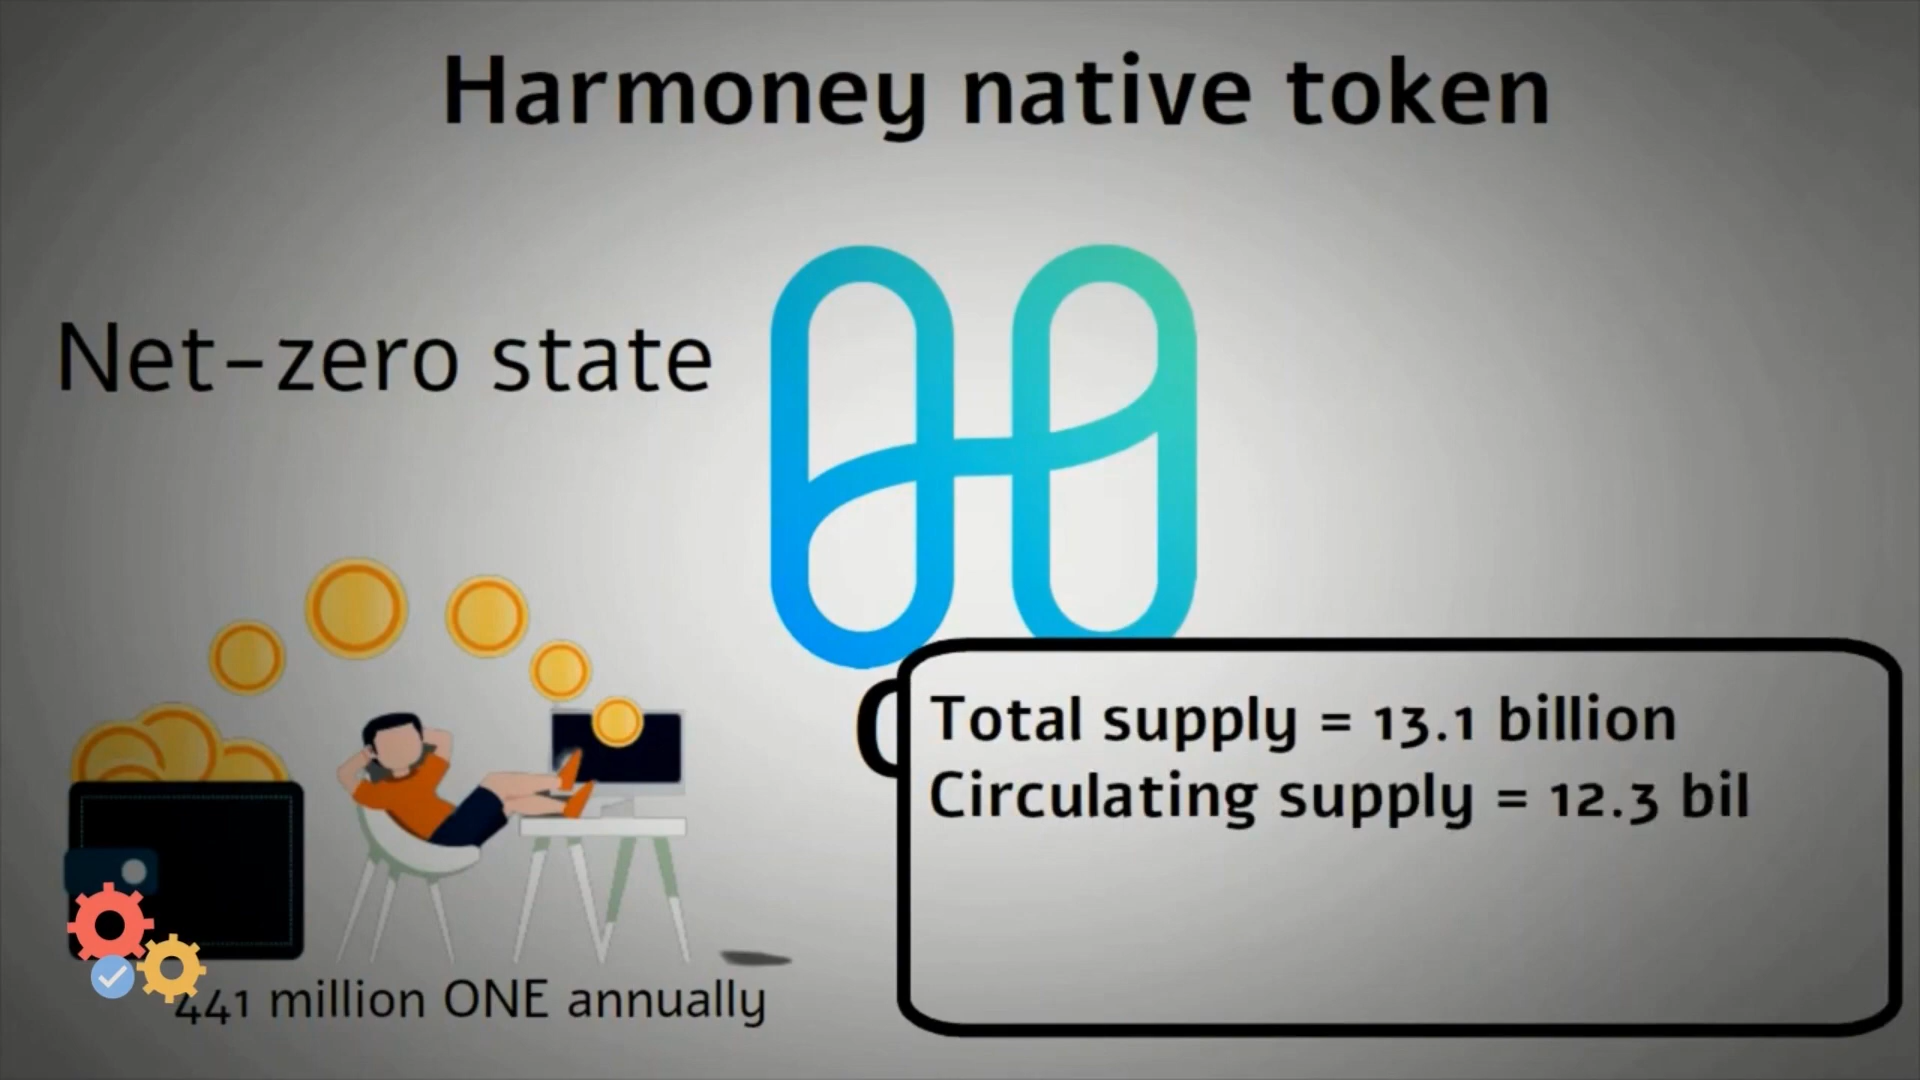 Harmoney native token
Net-zero state
Total supply = 13.1 billion
Circulating supply = 12.3 bil
441 million ONE annually